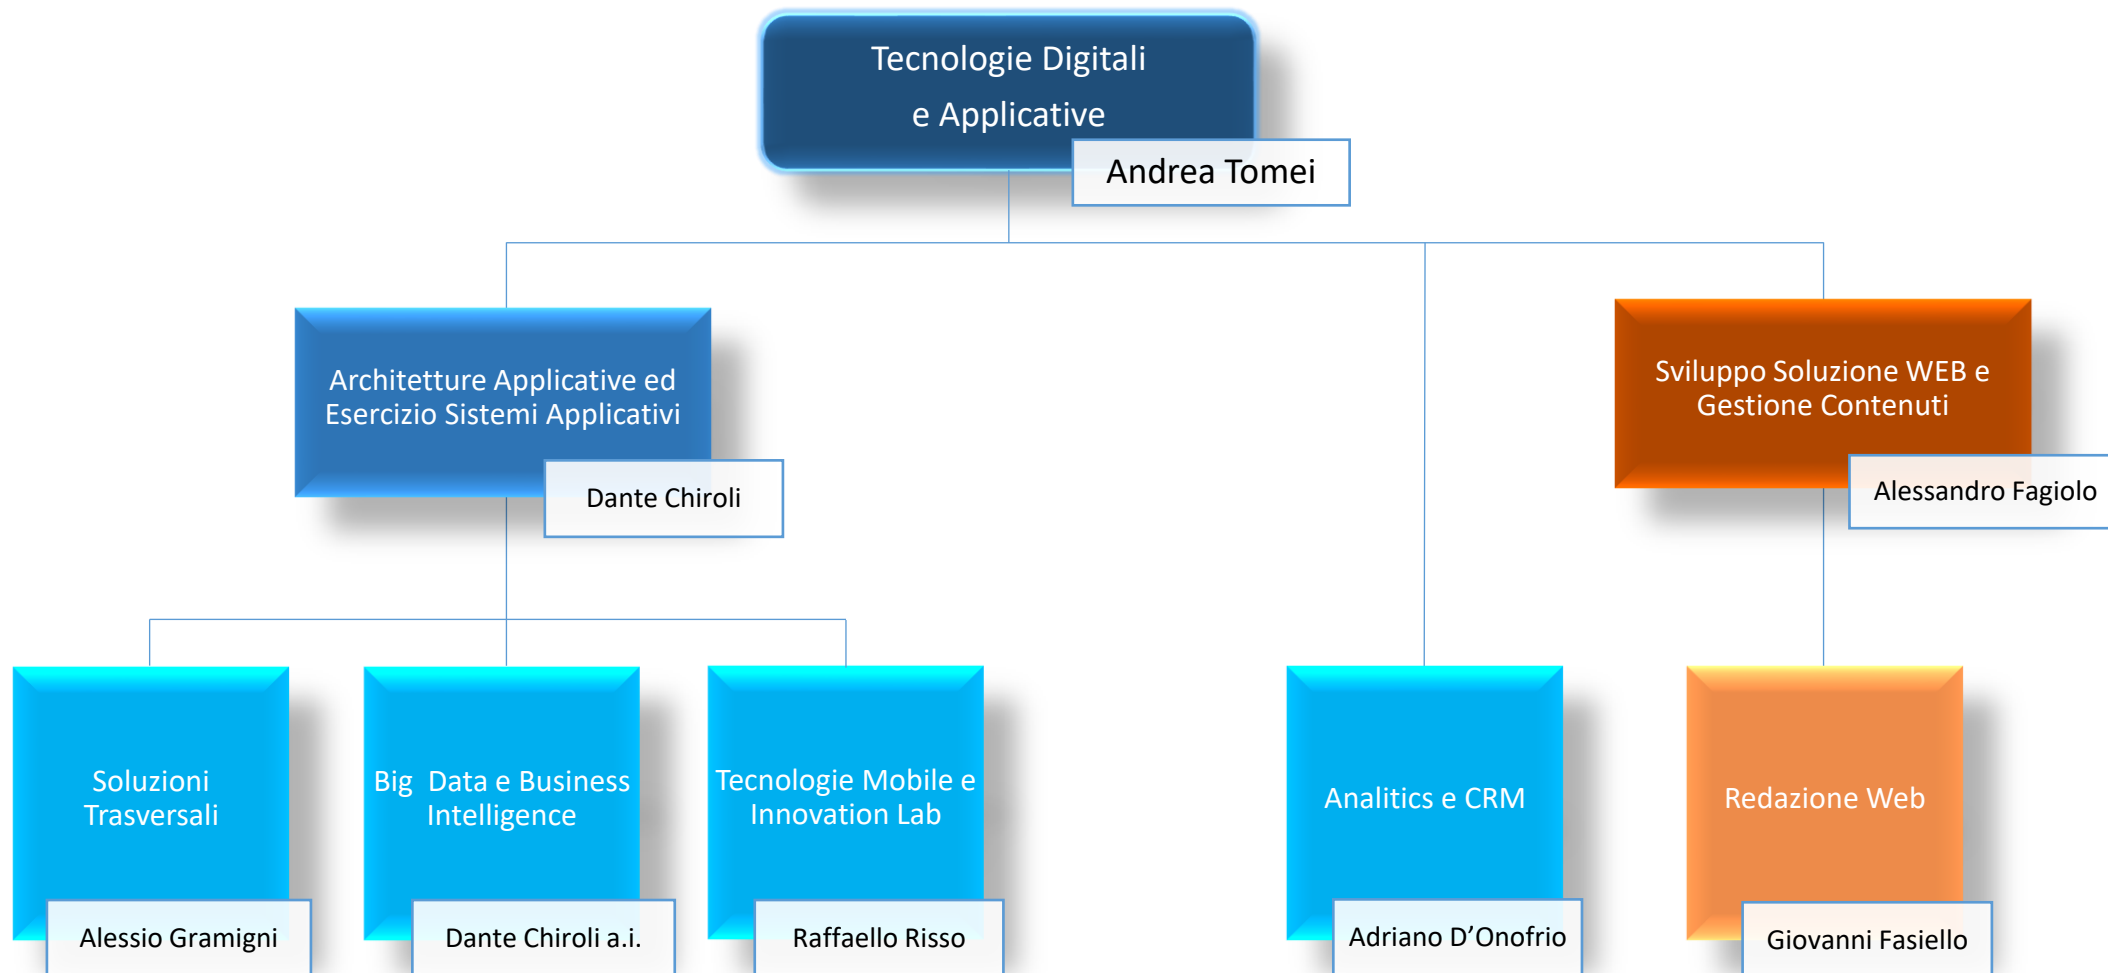 Tecnologie Digitali
e Applicative
Andrea Tomei
Architetture Applicative ed
Esercizio Sistemi Applicativi
Dante Chiroli
Sviluppo Soluzione WEB e
Gestione Contenuti
Alessandro Fagiolo
Soluzioni
Trasversali
Alessio Gramigni
Big  Data e Business
Intelligence
Dante Chiroli a.i.
Tecnologie Mobile e
Innovation Lab
Raffaello Risso
Analitics e CRM
Adriano D’Onofrio
Redazione Web
Giovanni Fasiello